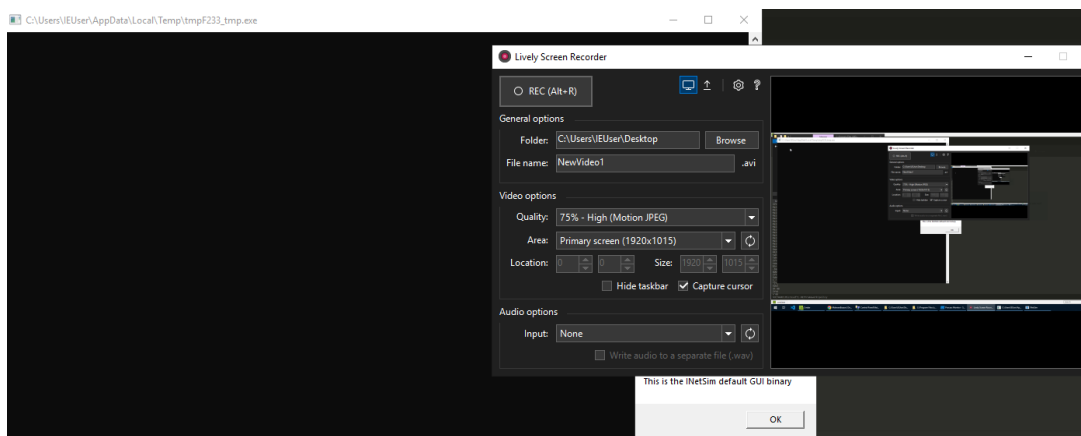 C:\Users\IEUser\AppData\Local\Temp\tmpF233_tmp.exe
Lively Screen Recorder
REC (Alt+R)
General options
Folder: C:\Users\IEUser\Desktop Browse
File name: NewVideo1 .avi
Video options
Quality: 75% - High (Motion JPEG)
Area: Primary screen (1920x1015)
Location: 0 0 Size: 1920 1015
Hide taskbar Capture cursor
Audio options
Input: None
Write audio to a separate file (.wav)
This is the INetSim default GUI binary
OK